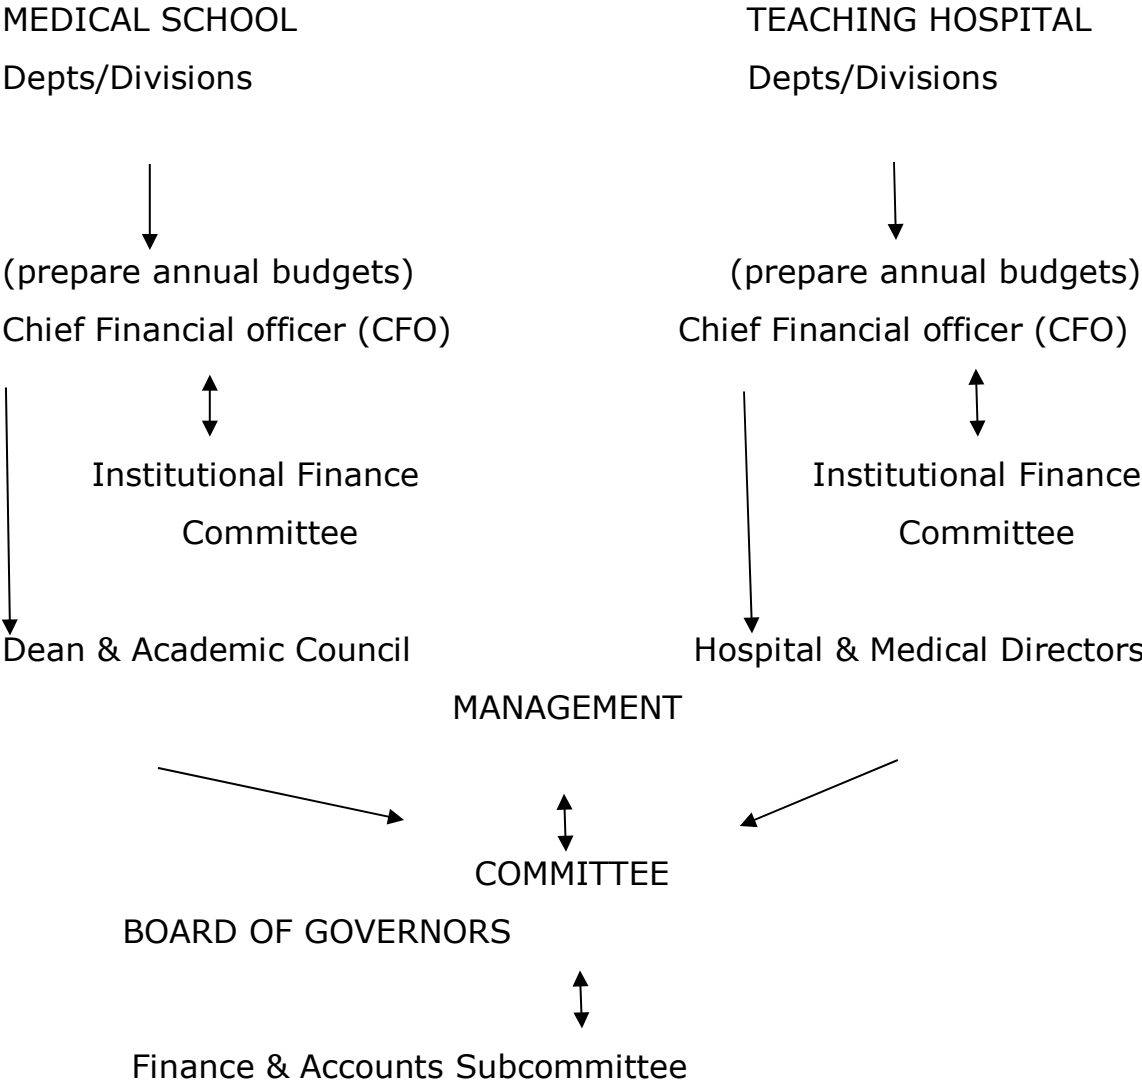 MEDICAL SCHOOL TEACHING HOSPITAL
Depts/Divisions Depts/Divisions
(prepare annual budgets) (prepare annual budgets)
Chief Financial officer (CFO) Chief Financial officer (CFO)
Institutional Finance Institutional Finance
Committee Committee
Dean & Academic Council Hospital & Medical Directors
MANAGEMENT
COMMITTEE
BOARD OF GOVERNORS
Finance & Accounts Subcommittee